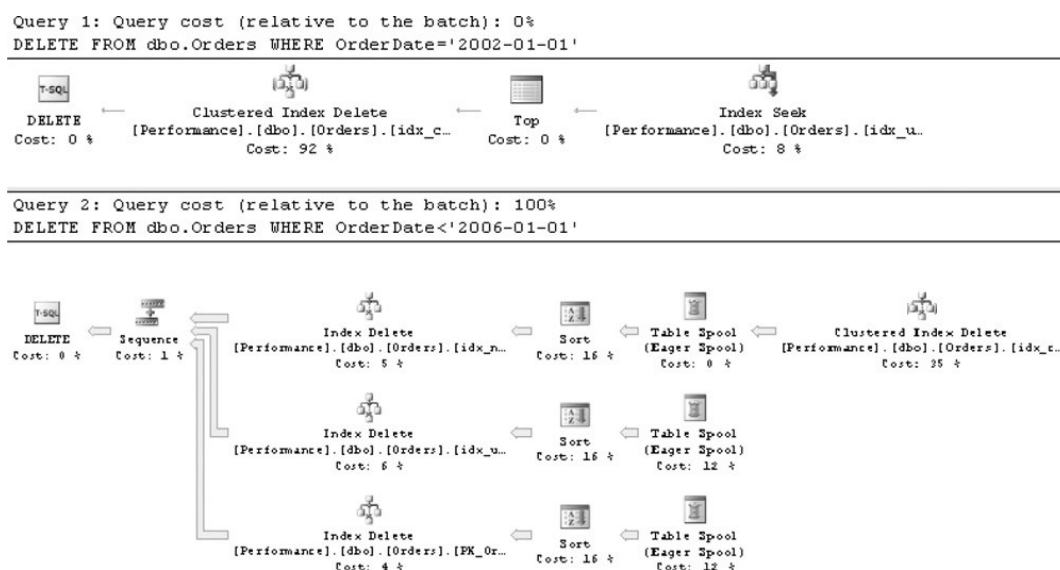 Query 1: Query cost (relative to the batch): 0%
DELETE FROM dbo.Orders WHERE OrderDate='2002-01-01'
T-SQL
DELETE
Cost: 0 %
Clustered Index Delete
[Performance].[dbo].[Orders].[idx_c…
Cost: 92 %
Top
Cost: 0 %
Index Seek
[Performance].[dbo].[Orders].[idx_u…
Cost: 8 %
Query 2: Query cost (relative to the batch): 100%
DELETE FROM dbo.Orders WHERE OrderDate<'2006-01-01'
T-SQL
DELETE
Cost: 0 %
Sequence
Cost: 1 %
Index Delete
[Performance].[dbo].[Orders].[idx_n…
Cost: 5 %
Sort
Cost: 16 %
Table Spool
(Eager Spool)
Cost: 0 %
Clustered Index Delete
[Performance].[dbo].[Orders].[idx_c…
Cost: 35 %
Index Delete
[Performance].[dbo].[Orders].[idx_u…
Cost: 6 %
Sort
Cost: 16 %
Table Spool
(Eager Spool)
Cost: 12 %
Index Delete
[Performance].[dbo].[Orders].[PK_Or…
Cost: 4 %
Sort
Cost: 16 %
Table Spool
(Eager Spool)
Cost: 12 %